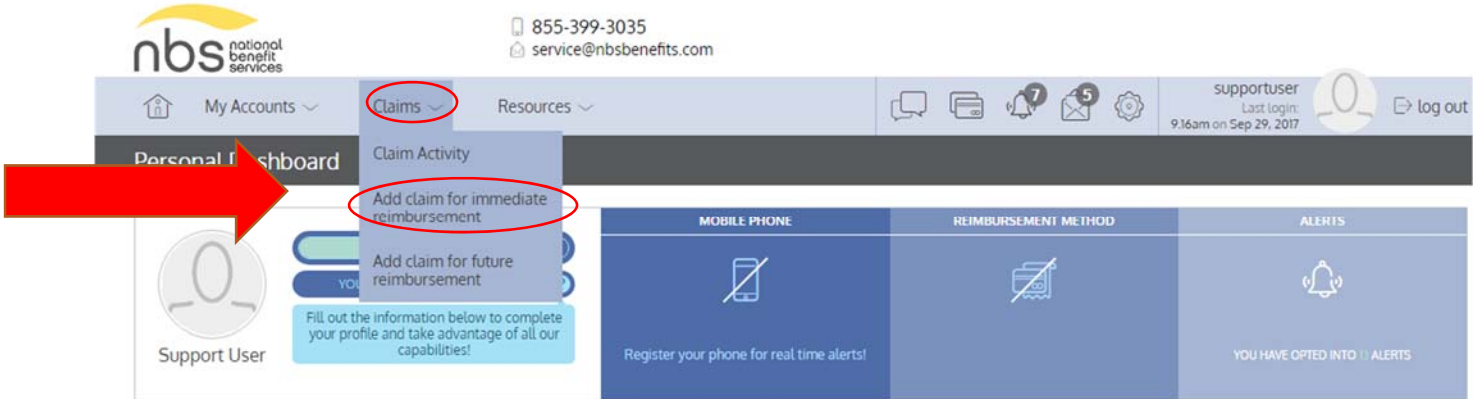 nbs national
benefit
services
855-399-3035
service@nbsbenefits.com
My Accounts
Claims
Resources
7
5
supportuser
Last login:
9.16am on Sep 29, 2017
log out
Personal
shboard
Claim Activity
Add claim for immediate
reimbursement
Add claim for future
reimbursement
YOU
Fill out the information below to complete
your profile and take advantage of all our
capabilities!
Support User
MOBILE PHONE
Register your phone for real time alerts!
REIMBURSEMENT METHOD
ALERTS
YOU HAVE OPTED INTO 13 ALERTS